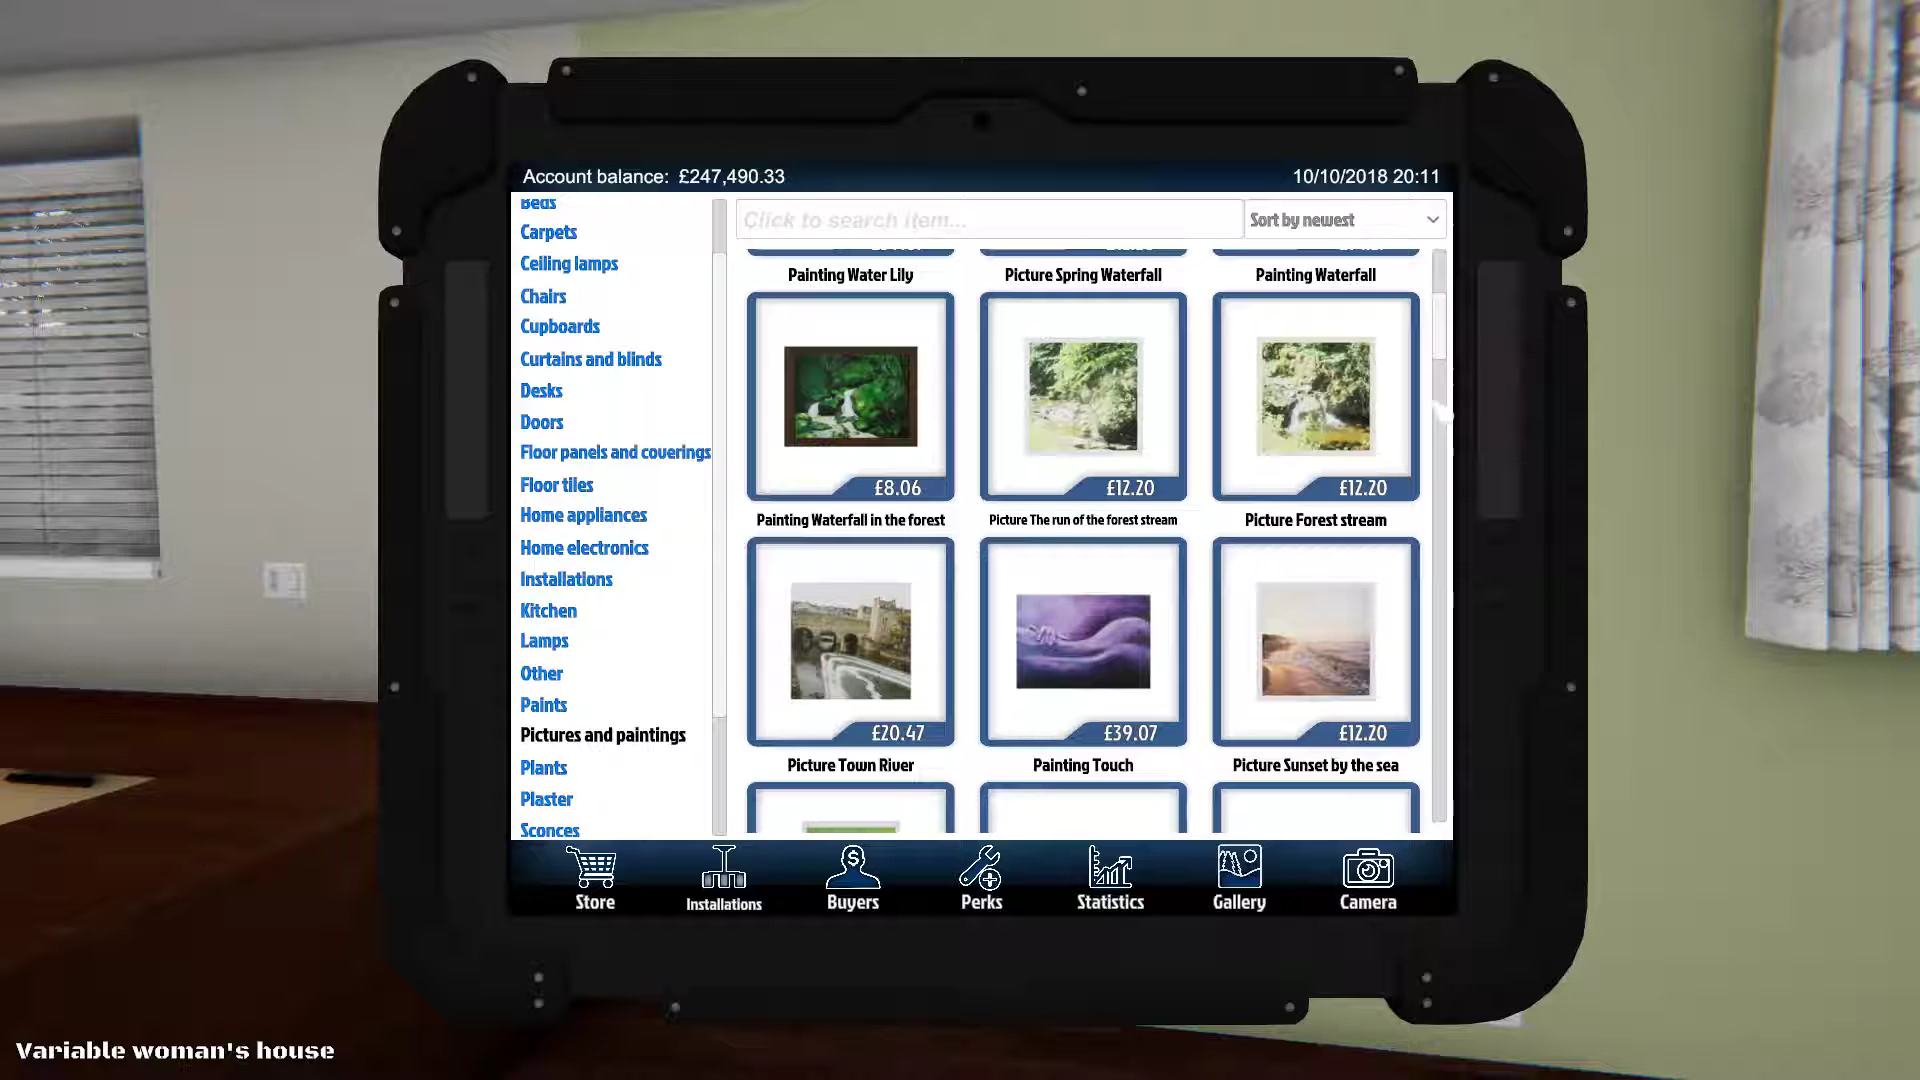 Account balance: £247,490.33
10/10/2018 20:11
Beds
Carpets
Ceiling lamps
Chairs
Cupboards
Curtains and blinds
Desks
Doors
Floor panels and coverings
Floor tiles
Home appliances
Home electronics
Installations
Kitchen
Lamps
Other
Paints
Pictures and paintings
Plants
Plaster
Sconces
Click to search item...
Sort by newest
Painting Water Lily
Picture Spring Waterfall
Painting Waterfall
£8.06
£12.20
£12.20
Painting Waterfall in the forest
Picture The run of the forest stream
Picture Forest stream
£20.47
£39.07
£12.20
Picture Town River
Painting Touch
Picture Sunset by the sea
Store
Installations
Buyers
Perks
Statistics
Gallery
Camera
Variable woman's house